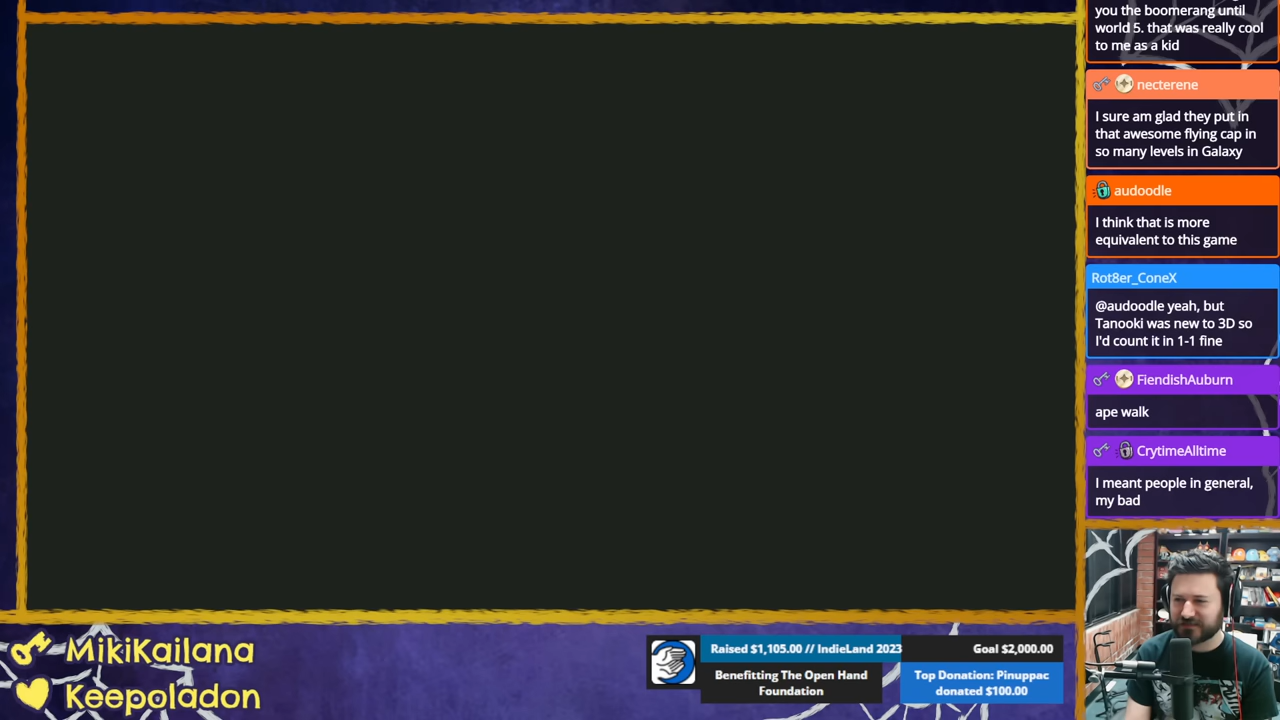 you the boomerang until
world 5. that was really cool
to me as a kid
necterene
I sure am glad they put in
that awesome flying cap in
so many levels in Galaxy
audoodle
I think that is more
equivalent to this game
Rot8er_ConeX
@audoodle yeah, but
Tanooki was new to 3D so
I'd count it in 1-1 fine
FiendishAuburn
ape walk
CrytimeAlltime
I meant people in general,
my bad
MikiKailana
Keepoladon
Raised $1,105.00 // IndieLand 2023
Goal $2,000.00
Benefitting The Open Hand
Foundation
Top Donation: Pinuppac
donated $100.00